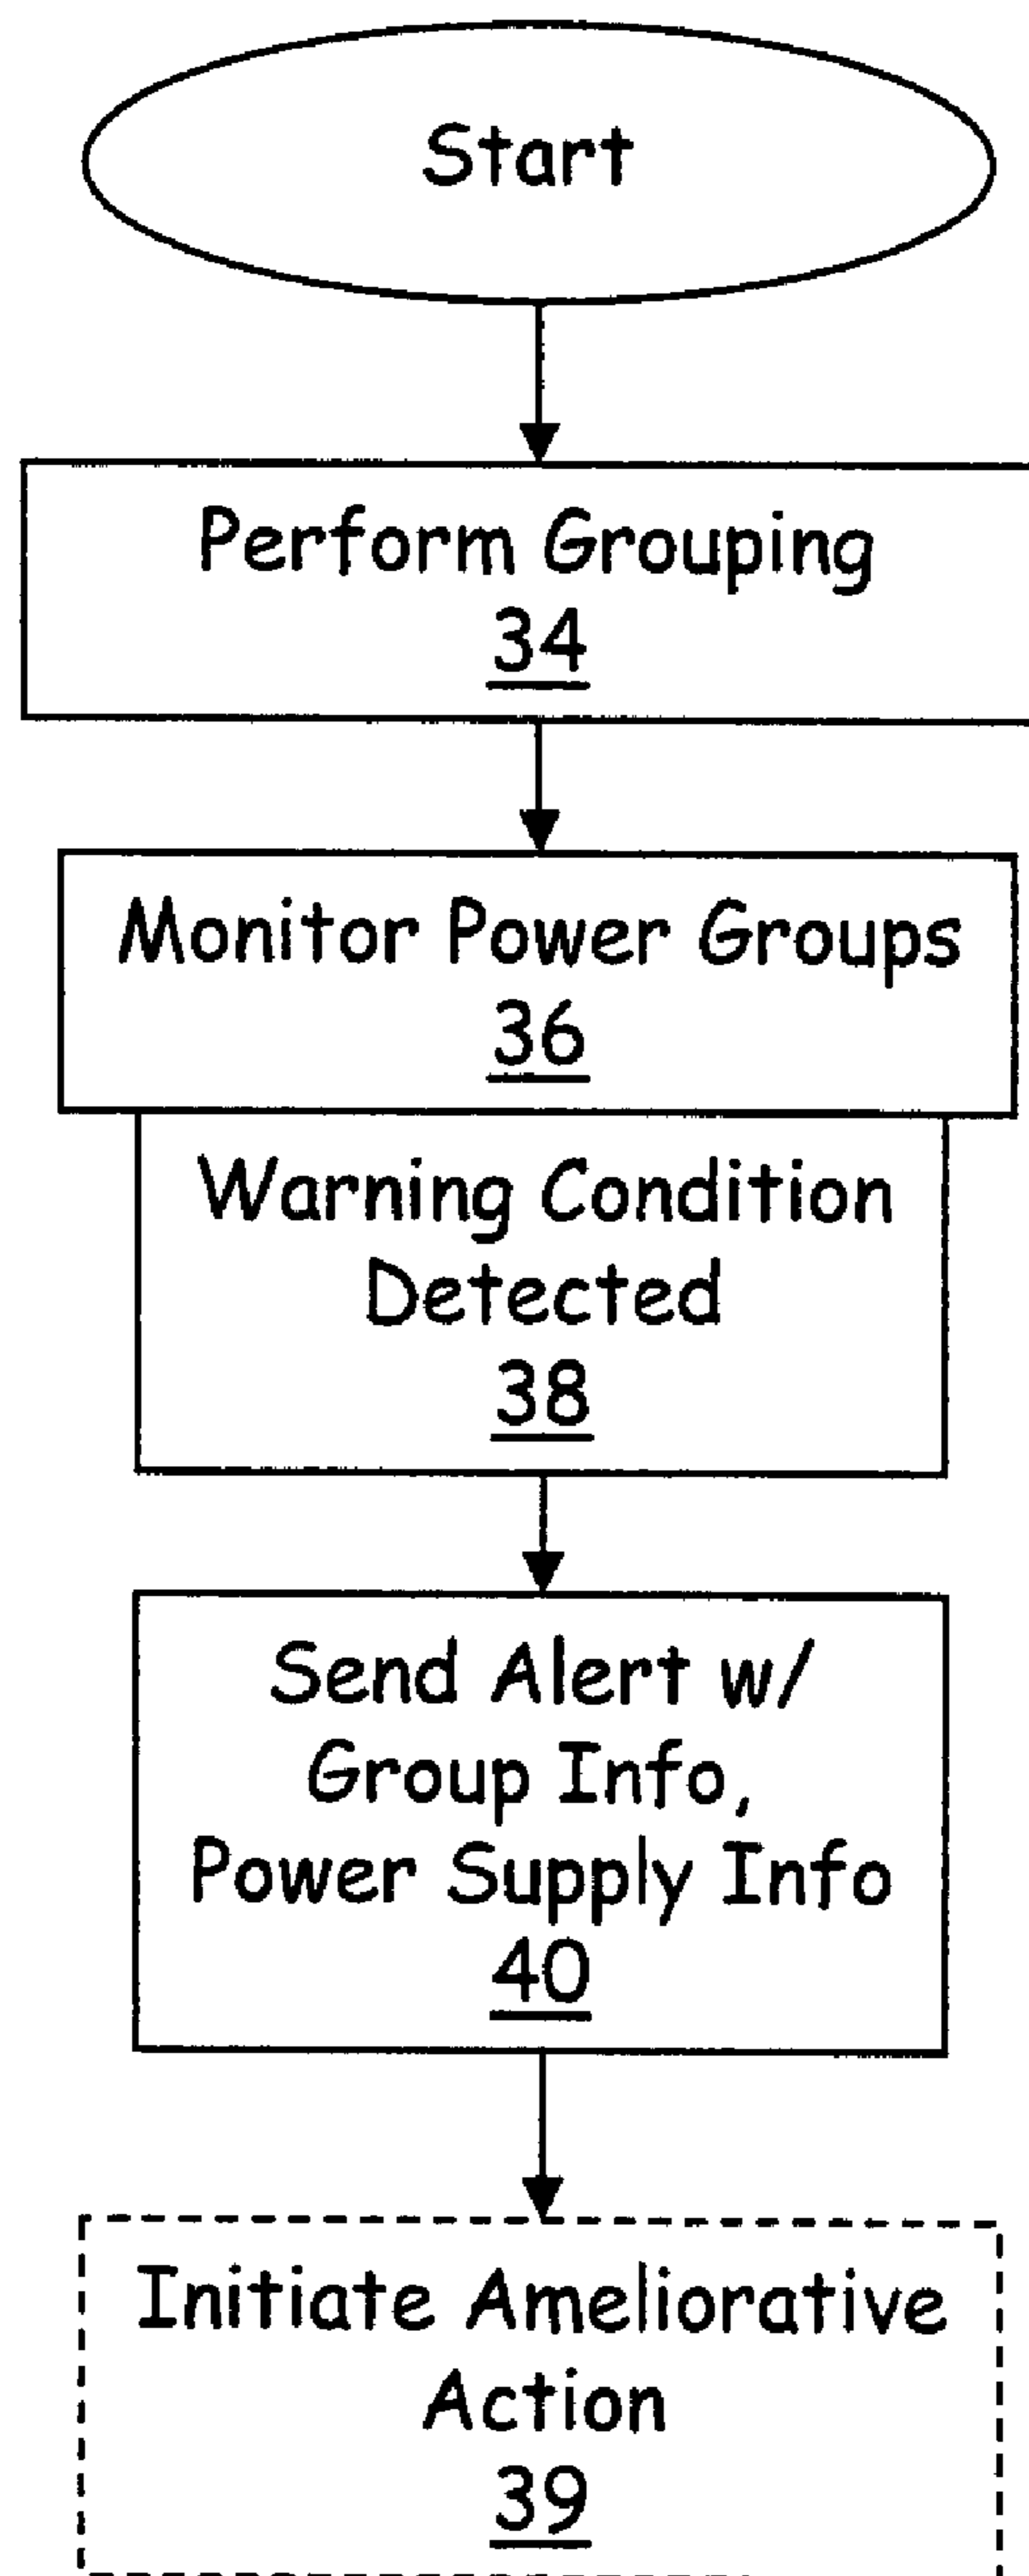 Start
Perform Grouping
34
Monitor Power Groups
36
Warning Condition
Detected
38
Send Alert w/
Group Info,
Power Supply Info
40
Initiate Ameliorative
Action
39